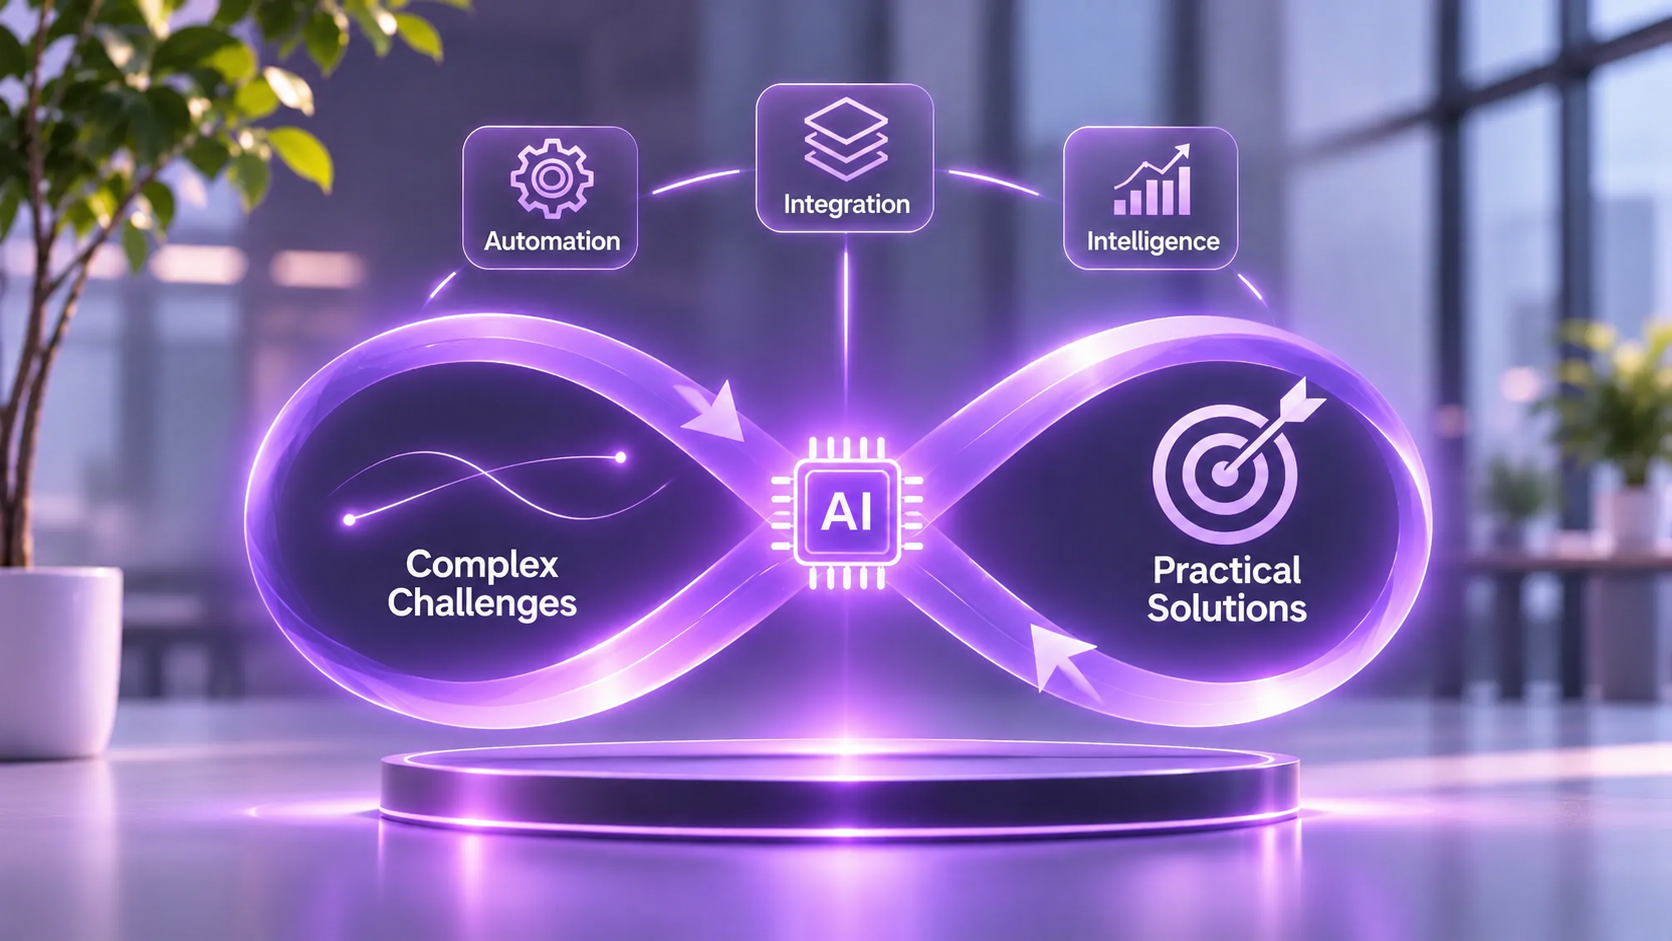 Integration
Automation
Intelligence
AI
Complex
Challenges
Practical
Solutions